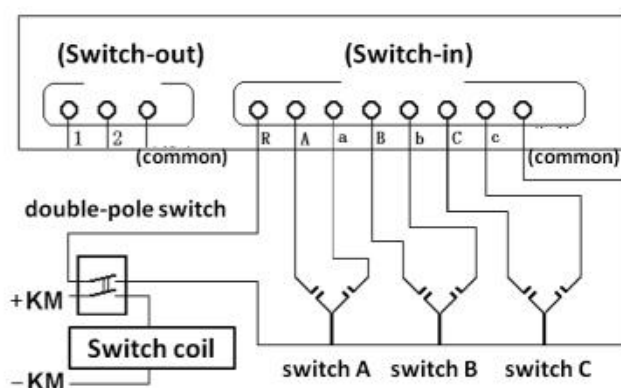 (Switch-out) (Switch-in)
1 2 R A a B b C c
(common) (common)
double-pole switch
+KM
Switch coil
−KM
switch A switch B switch C